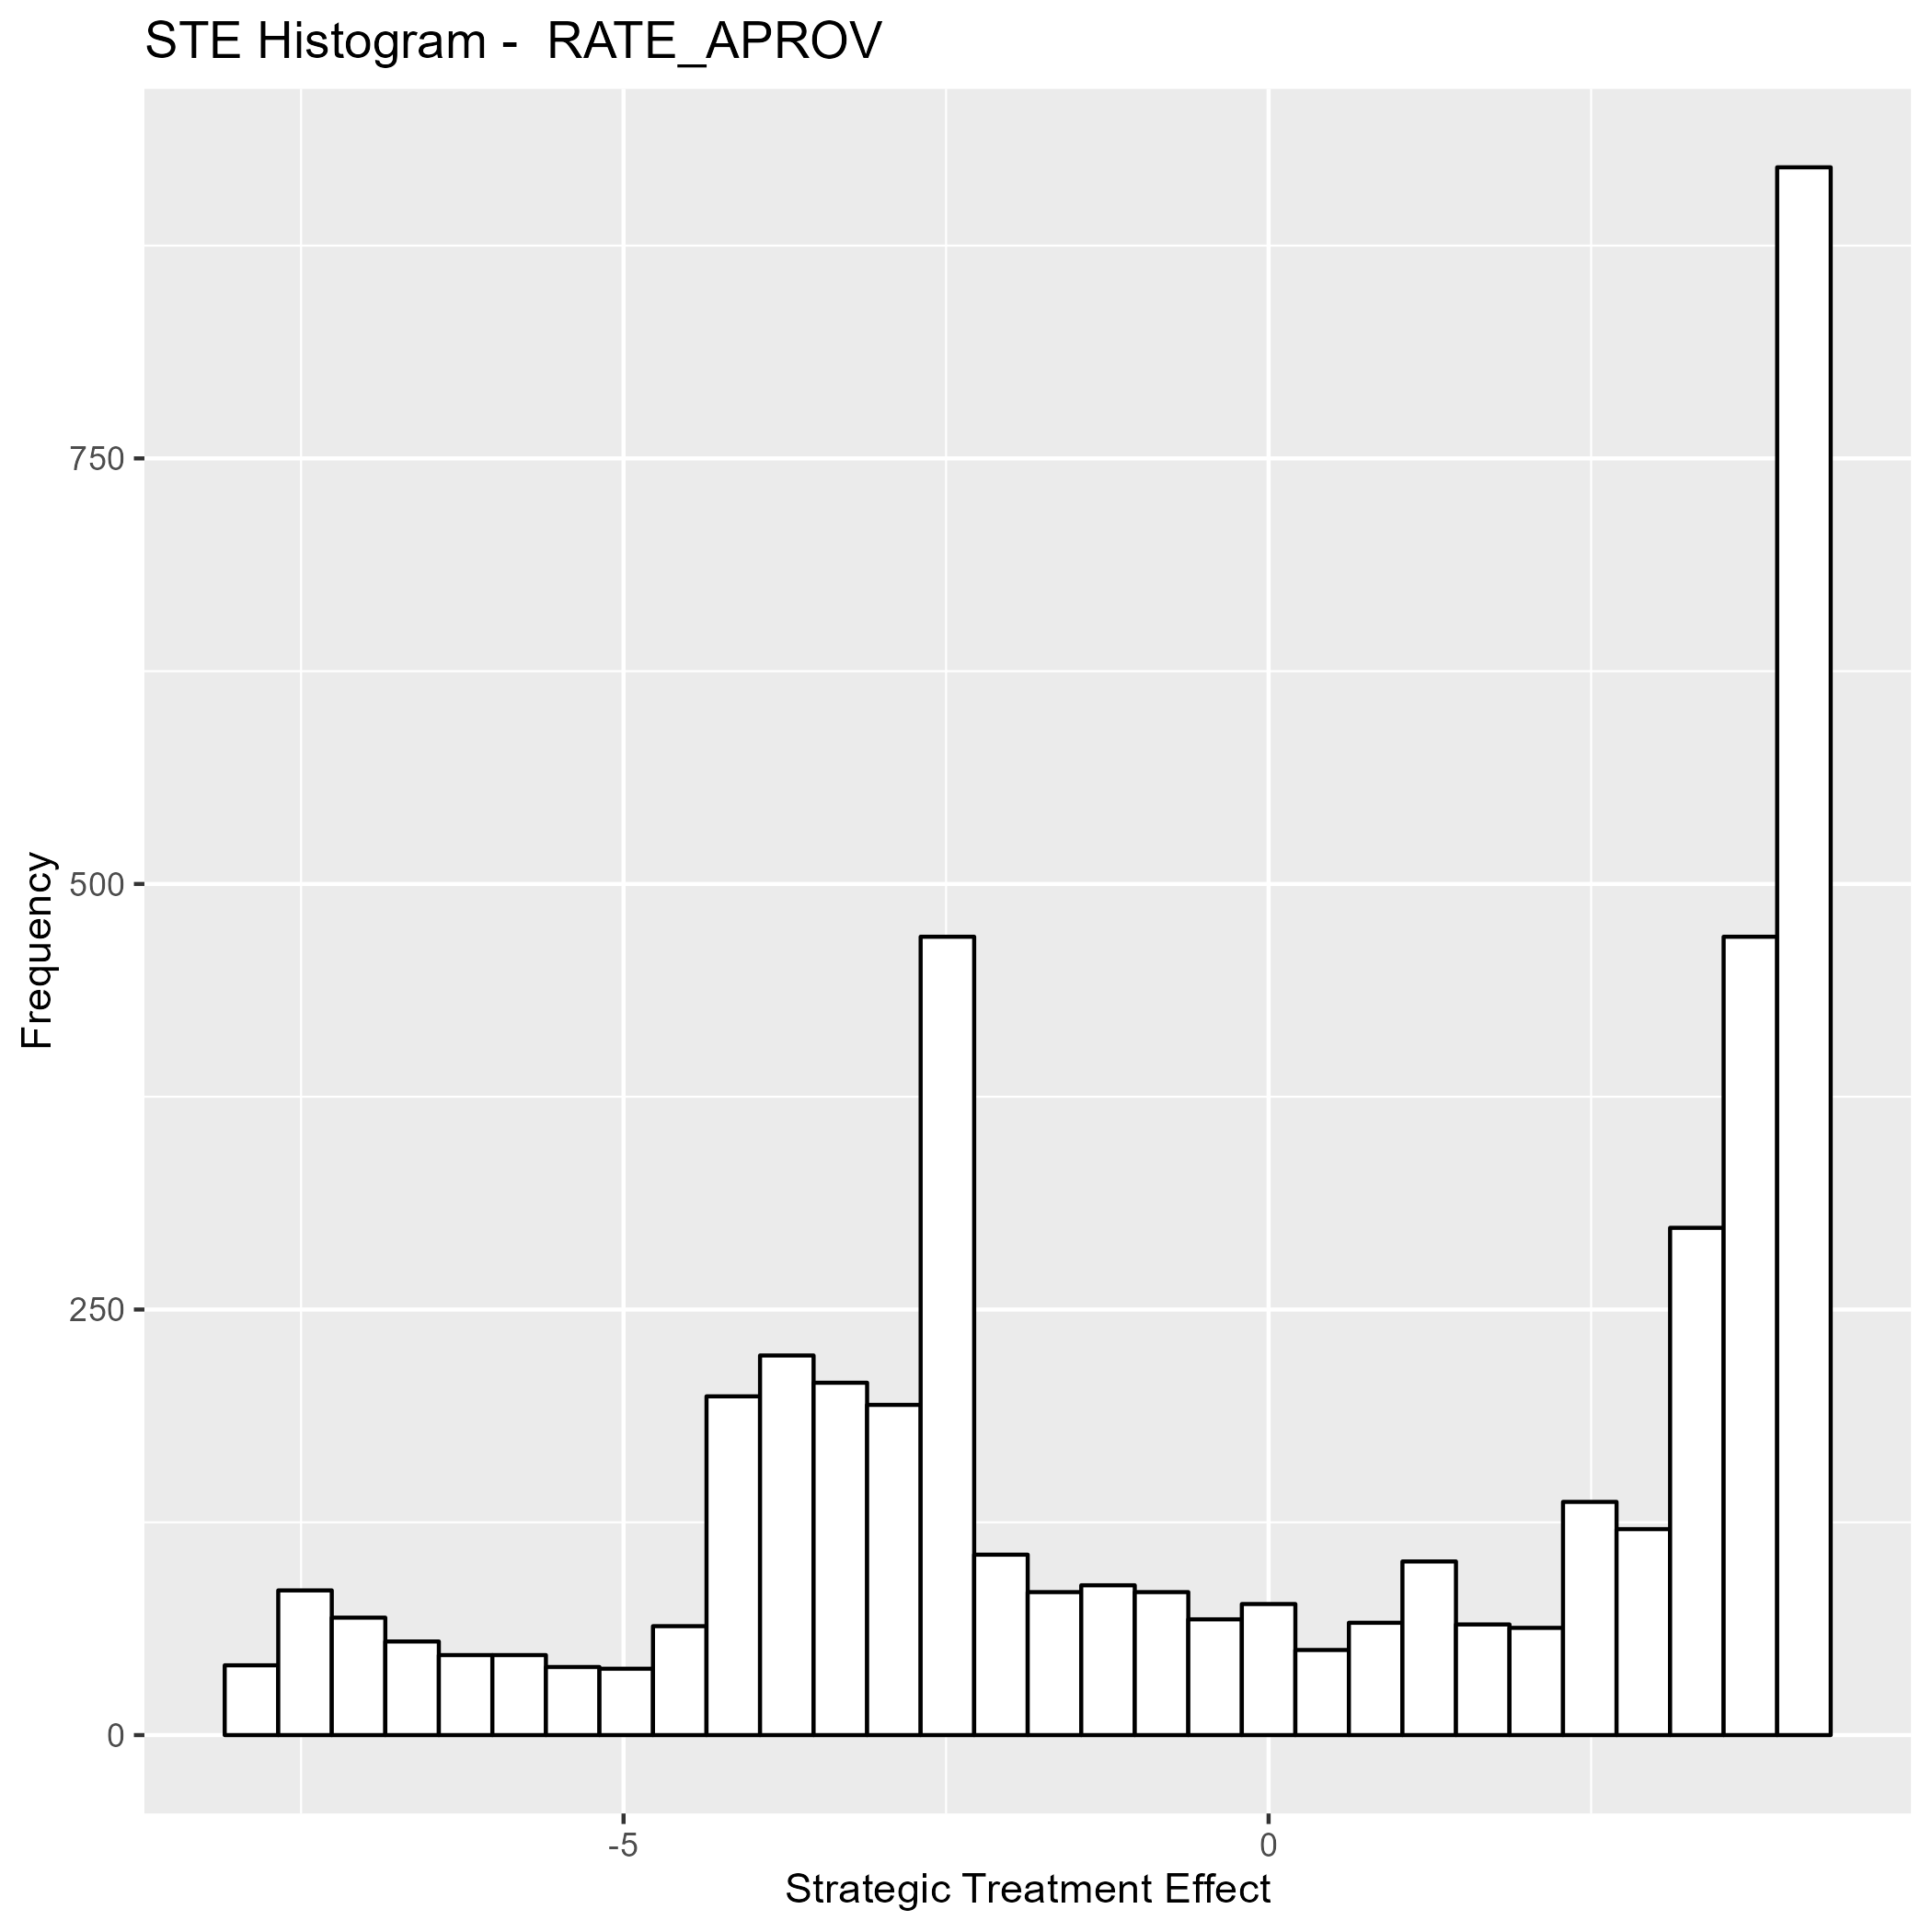 STE Histogram -  RATE_APROV
Frequency
750
500
250
0
-5
0
Strategic Treatment Effect